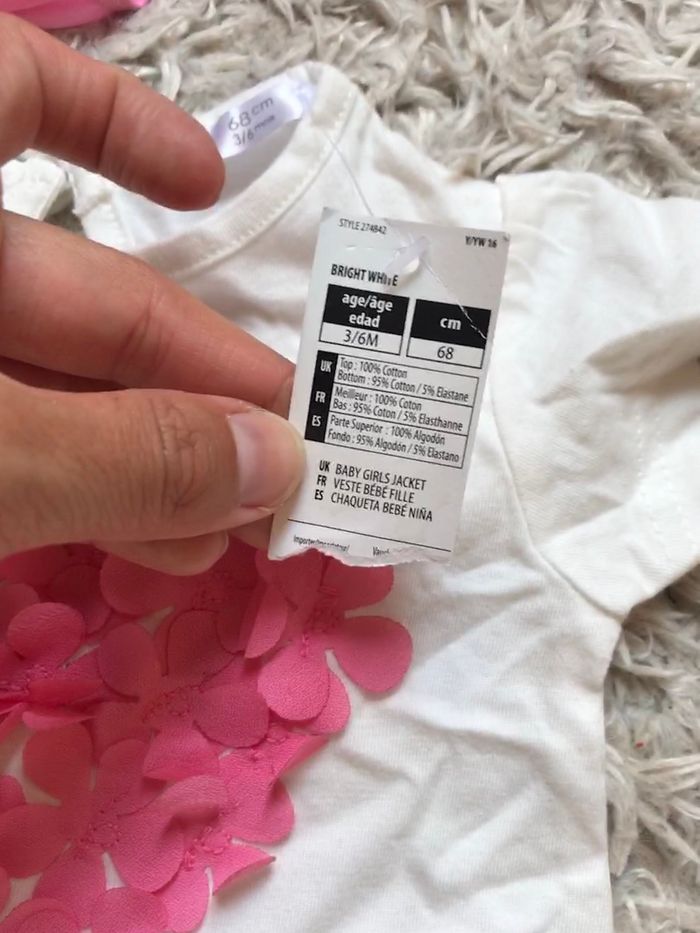 68 cm
3/6 mois
STYLE 274842
Y/YW 16
BRIGHT WHITE
age/âge
edad
cm
3/6M
68
UK
Top : 100% Cotton
Bottom : 95% Cotton / 5% Elastane
FR
Meilleur : 100% Coton
Bas : 95% Coton / 5% Elasthanne
ES
Parte Superior : 100% Algodón
Fondo : 95% Algodón / 5% Elastano
UK BABY GIRLS JACKET
FR VESTE BÉBÉ FILLE
ES CHAQUETA BEBÉ NIÑA